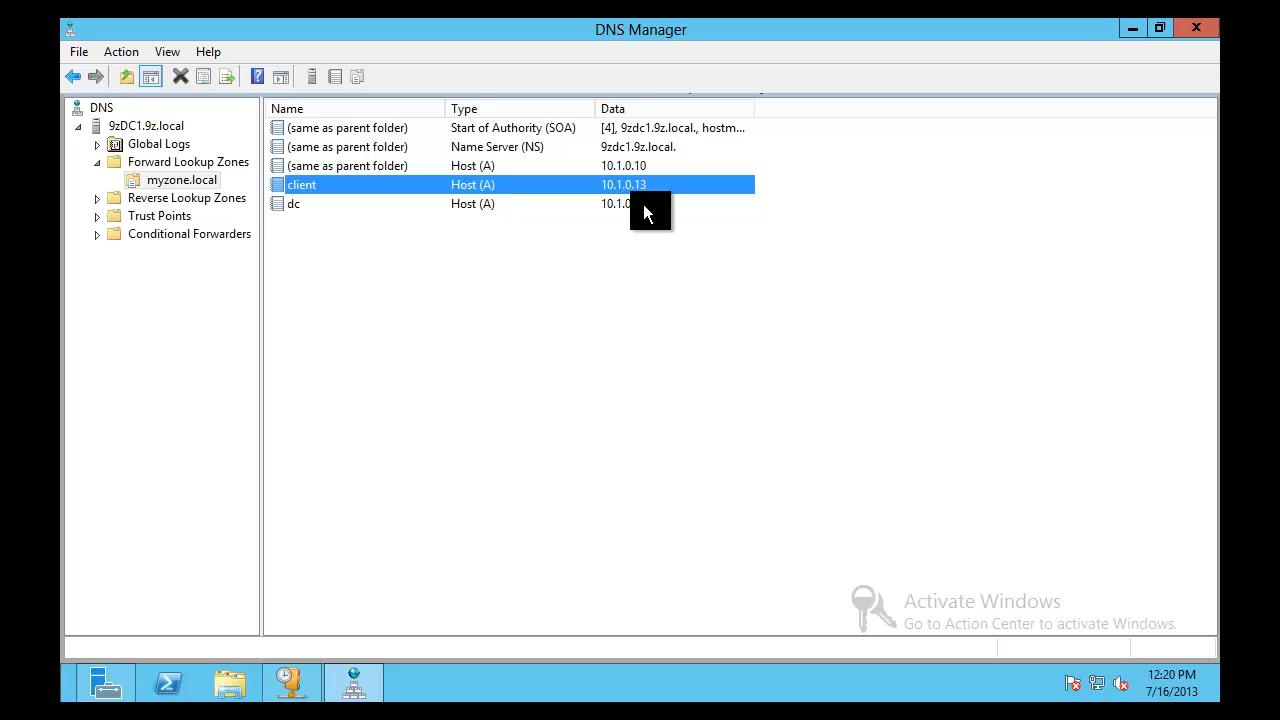 DNS Manager
File Action View Help
DNS
9zDC1.9z.local
Global Logs
Forward Lookup Zones
myzone.local
Reverse Lookup Zones
Trust Points
Conditional Forwarders
Name Type Data
(same as parent folder) Start of Authority (SOA) [4], 9zdc1.9z.local., hostm...
(same as parent folder) Name Server (NS) 9zdc1.9z.local.
(same as parent folder) Host (A) 10.1.0.10
client Host (A) 10.1.0.13
dc Host (A) 10.1.0
Activate Windows
Go to Action Center to activate Windows.
12:20 PM
7/16/2013